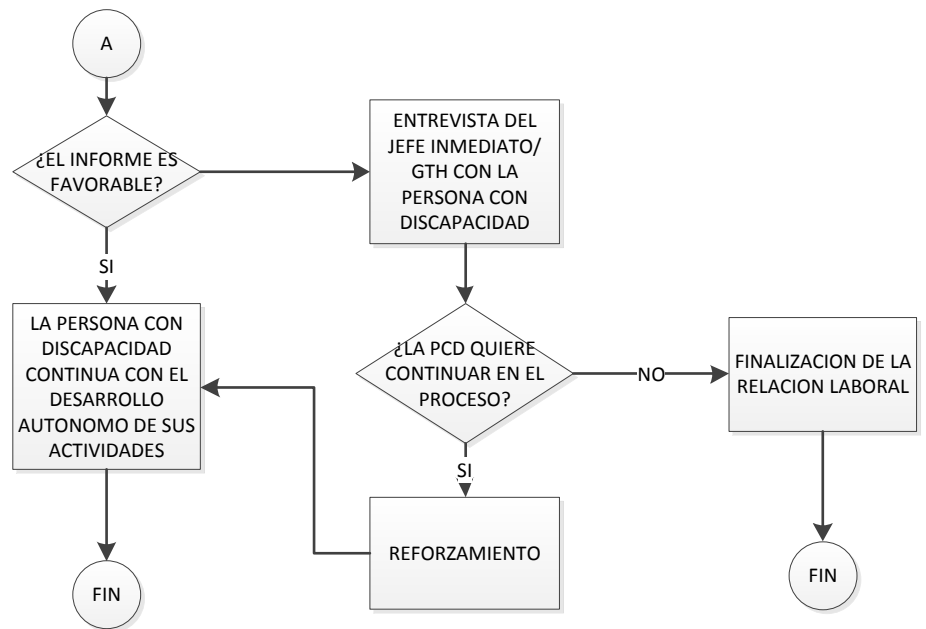 A
¿EL INFORME ES
FAVORABLE?
SI
LA PERSONA CON
DISCAPACIDAD
CONTINUA CON EL
DESARROLLO
AUTONOMO DE SUS
ACTIVIDADES
FIN
ENTREVISTA DEL
JEFE INMEDIATO/
GTH CON LA
PERSONA CON
DISCAPACIDAD
¿LA PCD QUIERE
CONTINUAR EN EL
PROCESO?
SI
REFORZAMIENTO
NO
FINALIZACION DE LA
RELACION LABORAL
FIN